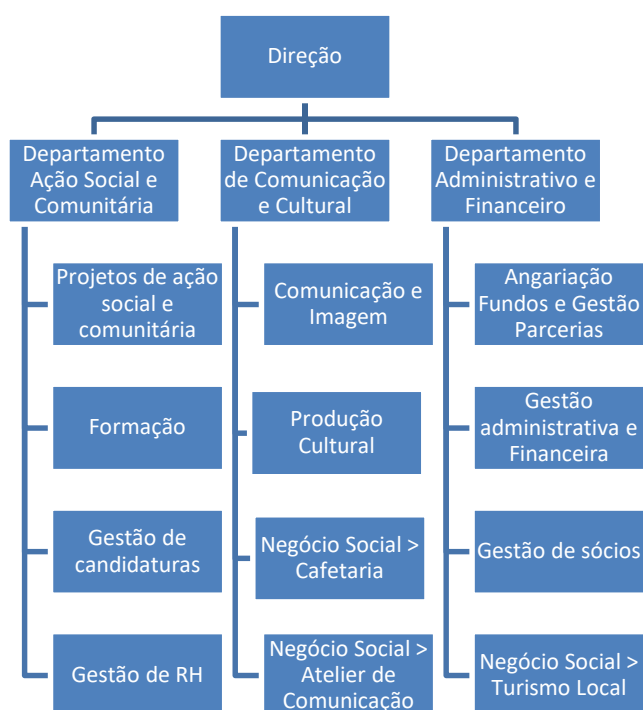 Direção
Departamento
Ação Social e
Comunitária
Departamento
de Comunicação
e Cultural
Departamento
Administrativo e
Financeiro
Projetos de ação
social e
comunitária
Comunicação e
Imagem
Angariação
Fundos e Gestão
Parcerias
Formação
Produção
Cultural
Gestão
administrativa e
Financeira
Gestão de
candidaturas
Negócio Social >
Cafetaria
Gestão de sócios
Gestão de RH
Negócio Social >
Atelier de
Comunicação
Negócio Social >
Turismo Local